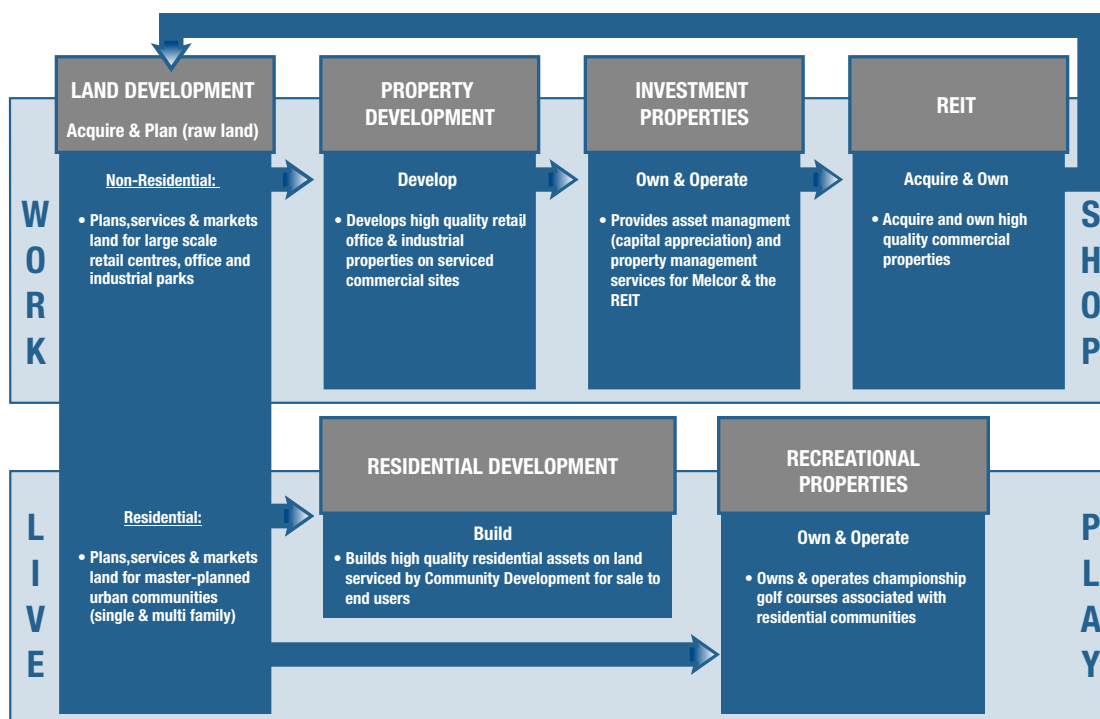 LAND DEVELOPMENT
Acquire & Plan (raw land)
PROPERTY
DEVELOPMENT
INVESTMENT
PROPERTIES
REIT
WORK
Non-Residential:
• Plans,services & markets
land for large scale
retail centres, office and
industrial parks
Develop
• Develops high quality retail,
office & industrial
properties on serviced
commercial sites
Own & Operate
• Provides asset managment
(capital appreciation) and
property management
services for Melcor & the
REIT
Acquire & Own
• Acquire and own high
quality commercial
properties
SHOP
LIVE
Residential:
• Plans,services & markets
land for master-planned
urban communities
(single & multi family)
RESIDENTIAL DEVELOPMENT
Build
• Builds high quality residential assets on land
serviced by Community Development for sale to
end users
RECREATIONAL
PROPERTIES
Own & Operate
• Owns & operates championship
golf courses associated with
residential communities
PLAY